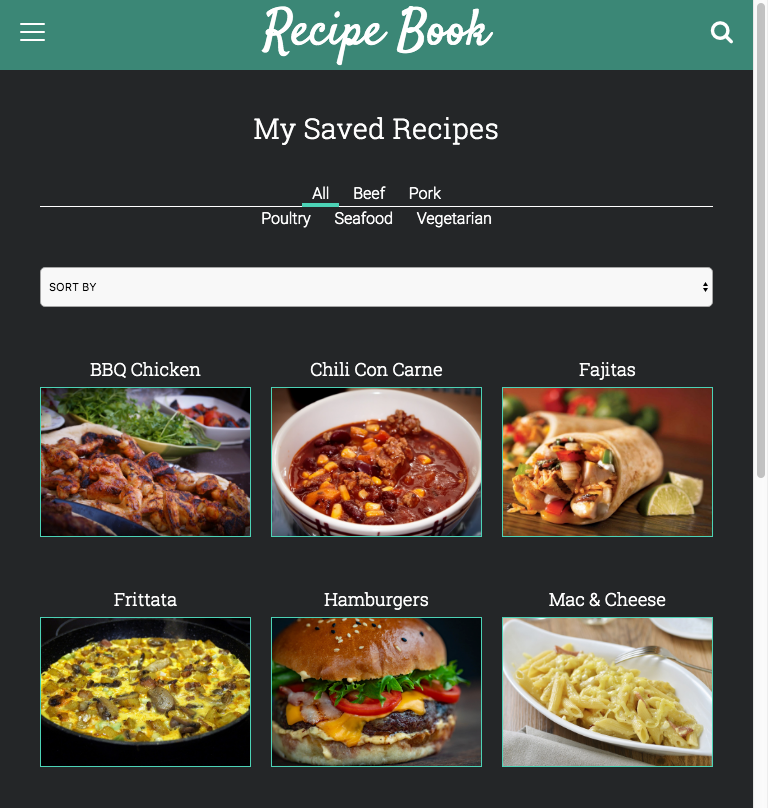 Recipe Book
My Saved Recipes
All Beef Pork
Poultry Seafood Vegetarian
SORT BY
BBQ Chicken Chili Con Carne Fajitas
Frittata Hamburgers Mac & Cheese